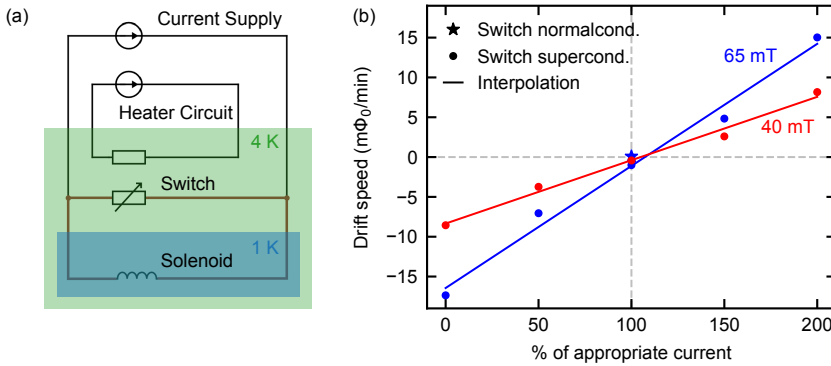 (a)
Current Supply
Heater Circuit
4 K
Switch
1 K
Solenoid
(b)
Switch normalcond.
Switch supercond.
Interpolation
65 mT
40 mT
Drift speed (mΦ₀/min)
15
10
5
0
−5
−10
−15
0 50 100 150 200
% of appropriate current